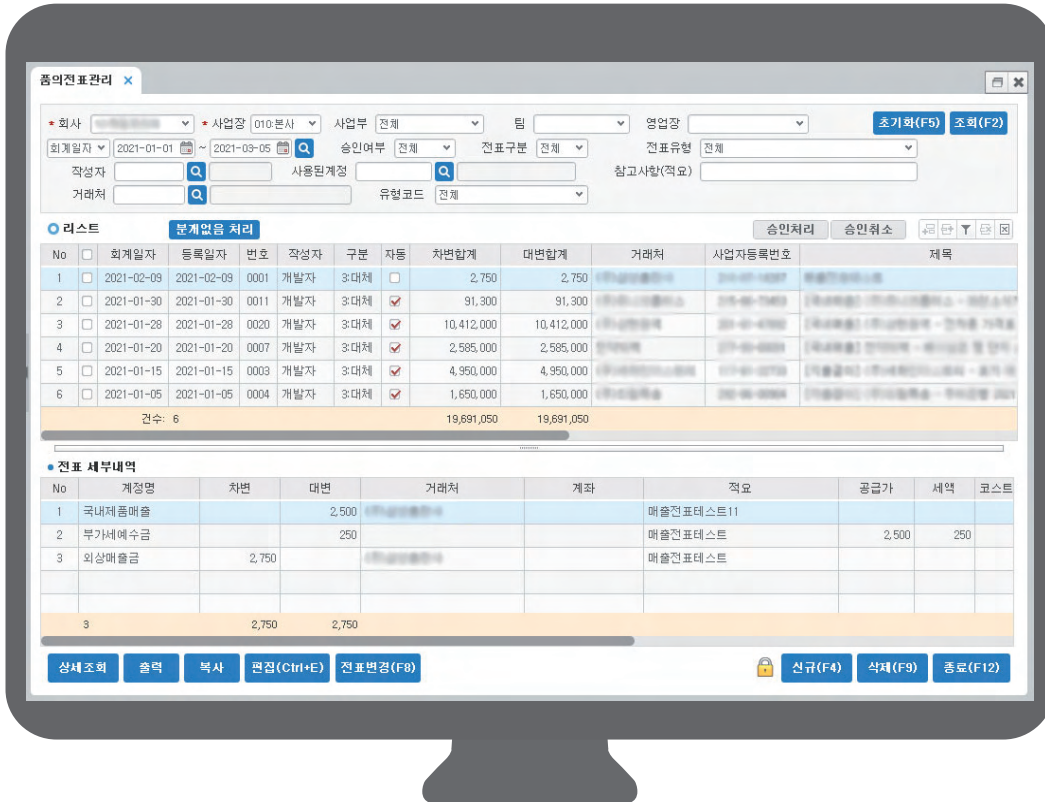 품의전표관리 ×
* 회사 * 사업장 010:본사 사업부 전체 팀 영업장 초기화(F5) 조회(F2)
회계일자 2021-01-01 ~ 2021-03-05 승인여부 전체 전표구분 전체 전표유형 전체
작성자 사용된계정 참고사항(적요)
거래처 유형코드 전체
리스트 분개없음 처리 승인처리 승인취소
No 회계일자 등록일자 번호 작성자 구분 자동 차변합계 대변합계 거래처 사업자등록번호 제목
1 2021-02-09 2021-02-09 0001 개발자 3:대체 2,750 2,750
2 2021-01-30 2021-01-30 0011 개발자 3:대체 91,300 91,300
3 2021-01-28 2021-01-28 0020 개발자 3:대체 10,412,000 10,412,000
4 2021-01-20 2021-01-20 0007 개발자 3:대체 2,585,000 2,585,000
5 2021-01-15 2021-01-15 0003 개발자 3:대체 4,950,000 4,950,000
6 2021-01-05 2021-01-05 0004 개발자 3:대체 1,650,000 1,650,000
건수: 6 19,691,050 19,691,050
전표 세부내역
No 계정명 차변 대변 거래처 계좌 적요 공급가 세액 코스트
1 국내제품매출 2,500 매출전표테스트11
2 부가세예수금 250 매출전표테스트 2,500 250
3 외상매출금 2,750 매출전표테스트
3 2,750 2,750
상세조회 출력 복사 편집(Ctrl+E) 전표변경(F8) 신규(F4) 삭제(F9) 종료(F12)